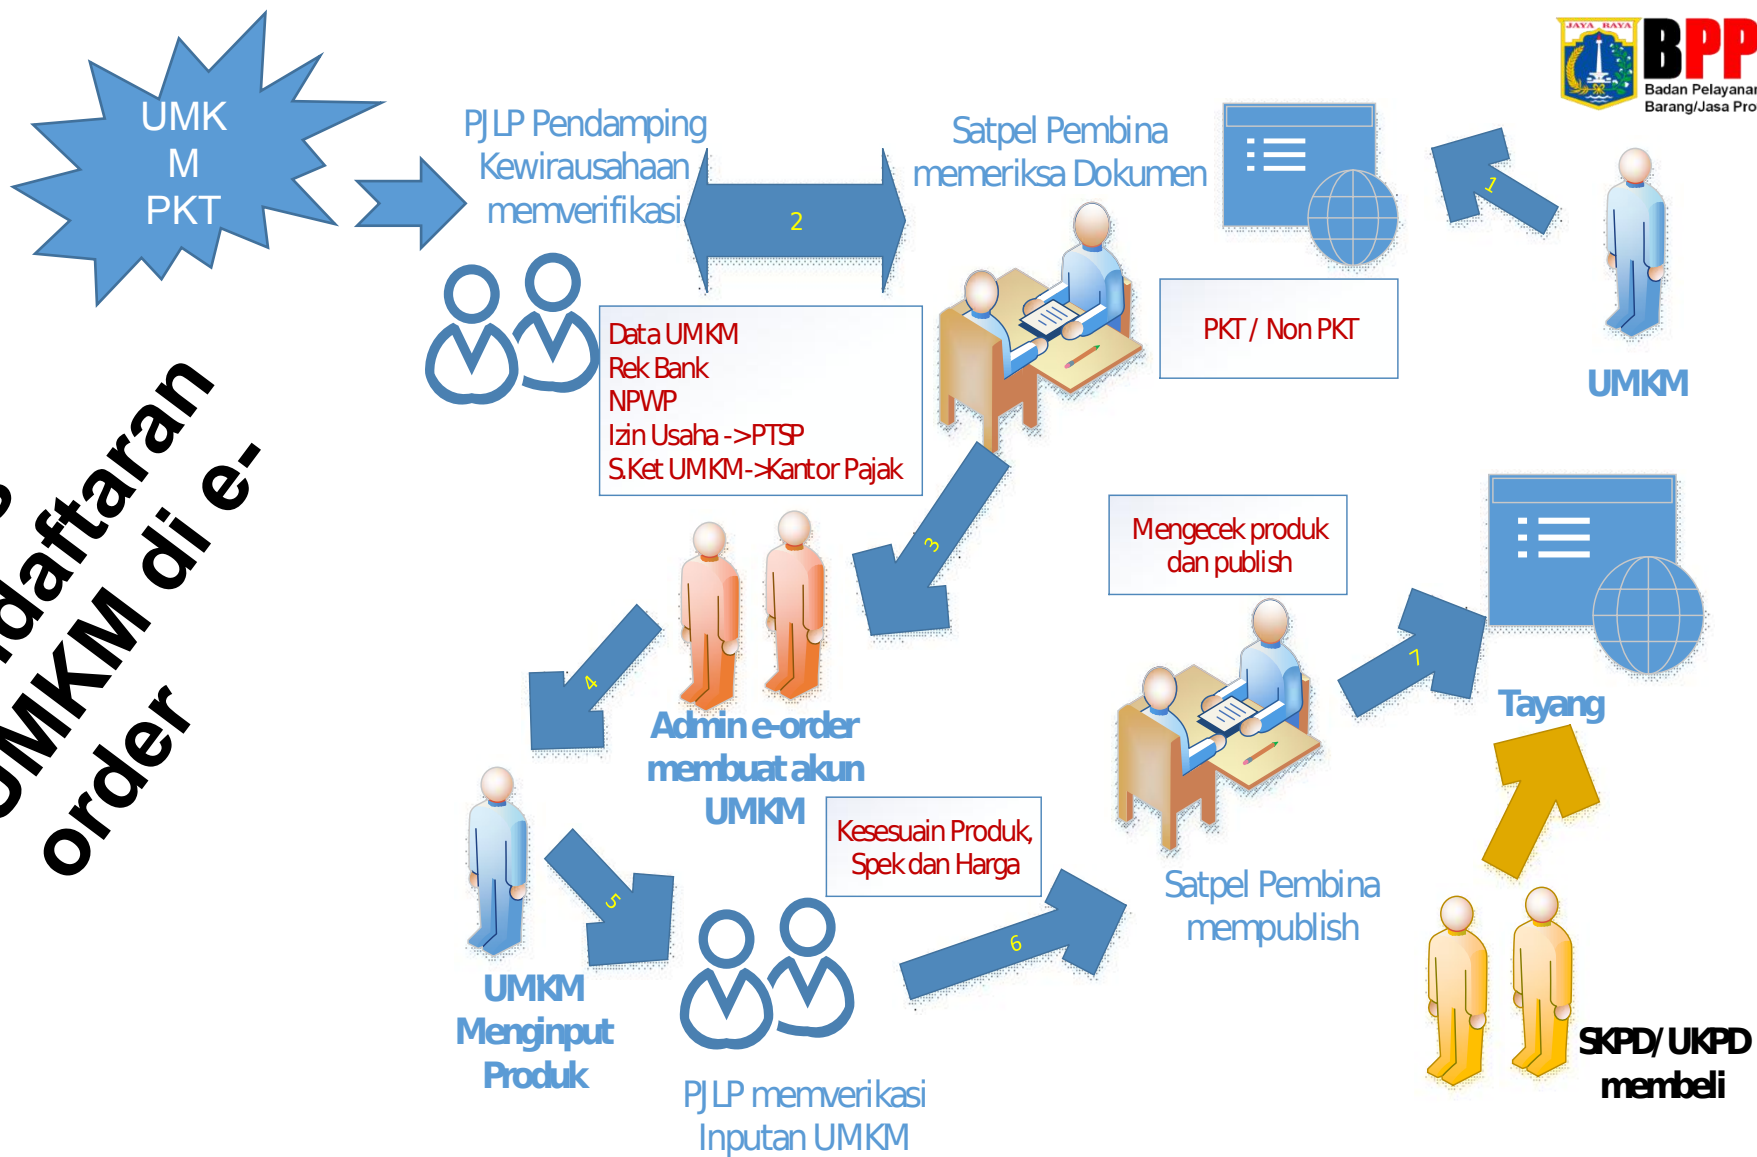 UMK
M
PKT
PJLP Pendamping
Kewirausahaan
memverifikasi
2
Satpel Pembina
memeriksa Dokumen
JAYA RAYA
BPP
Badan Pelayanan
Barang/Jasa Pro
1
Data UMKM
Rek Bank
NPWP
Izin Usaha -> PTSP
S.Ket UMKM->Kantor Pajak
PKT / Non PKT
UMKM
UMKM di e-
order
3
Mengecek produk
dan publish
4
Admin e-order
membuat akun
UMKM
7
Tayang
Kesesuain Produk,
Spek dan Harga
5
6
Satpel Pembina
mempublish
UMKM
Menginput
Produk
PJLP memverikasi
Inputan UMKM
SKPD/ UKPD
membeli